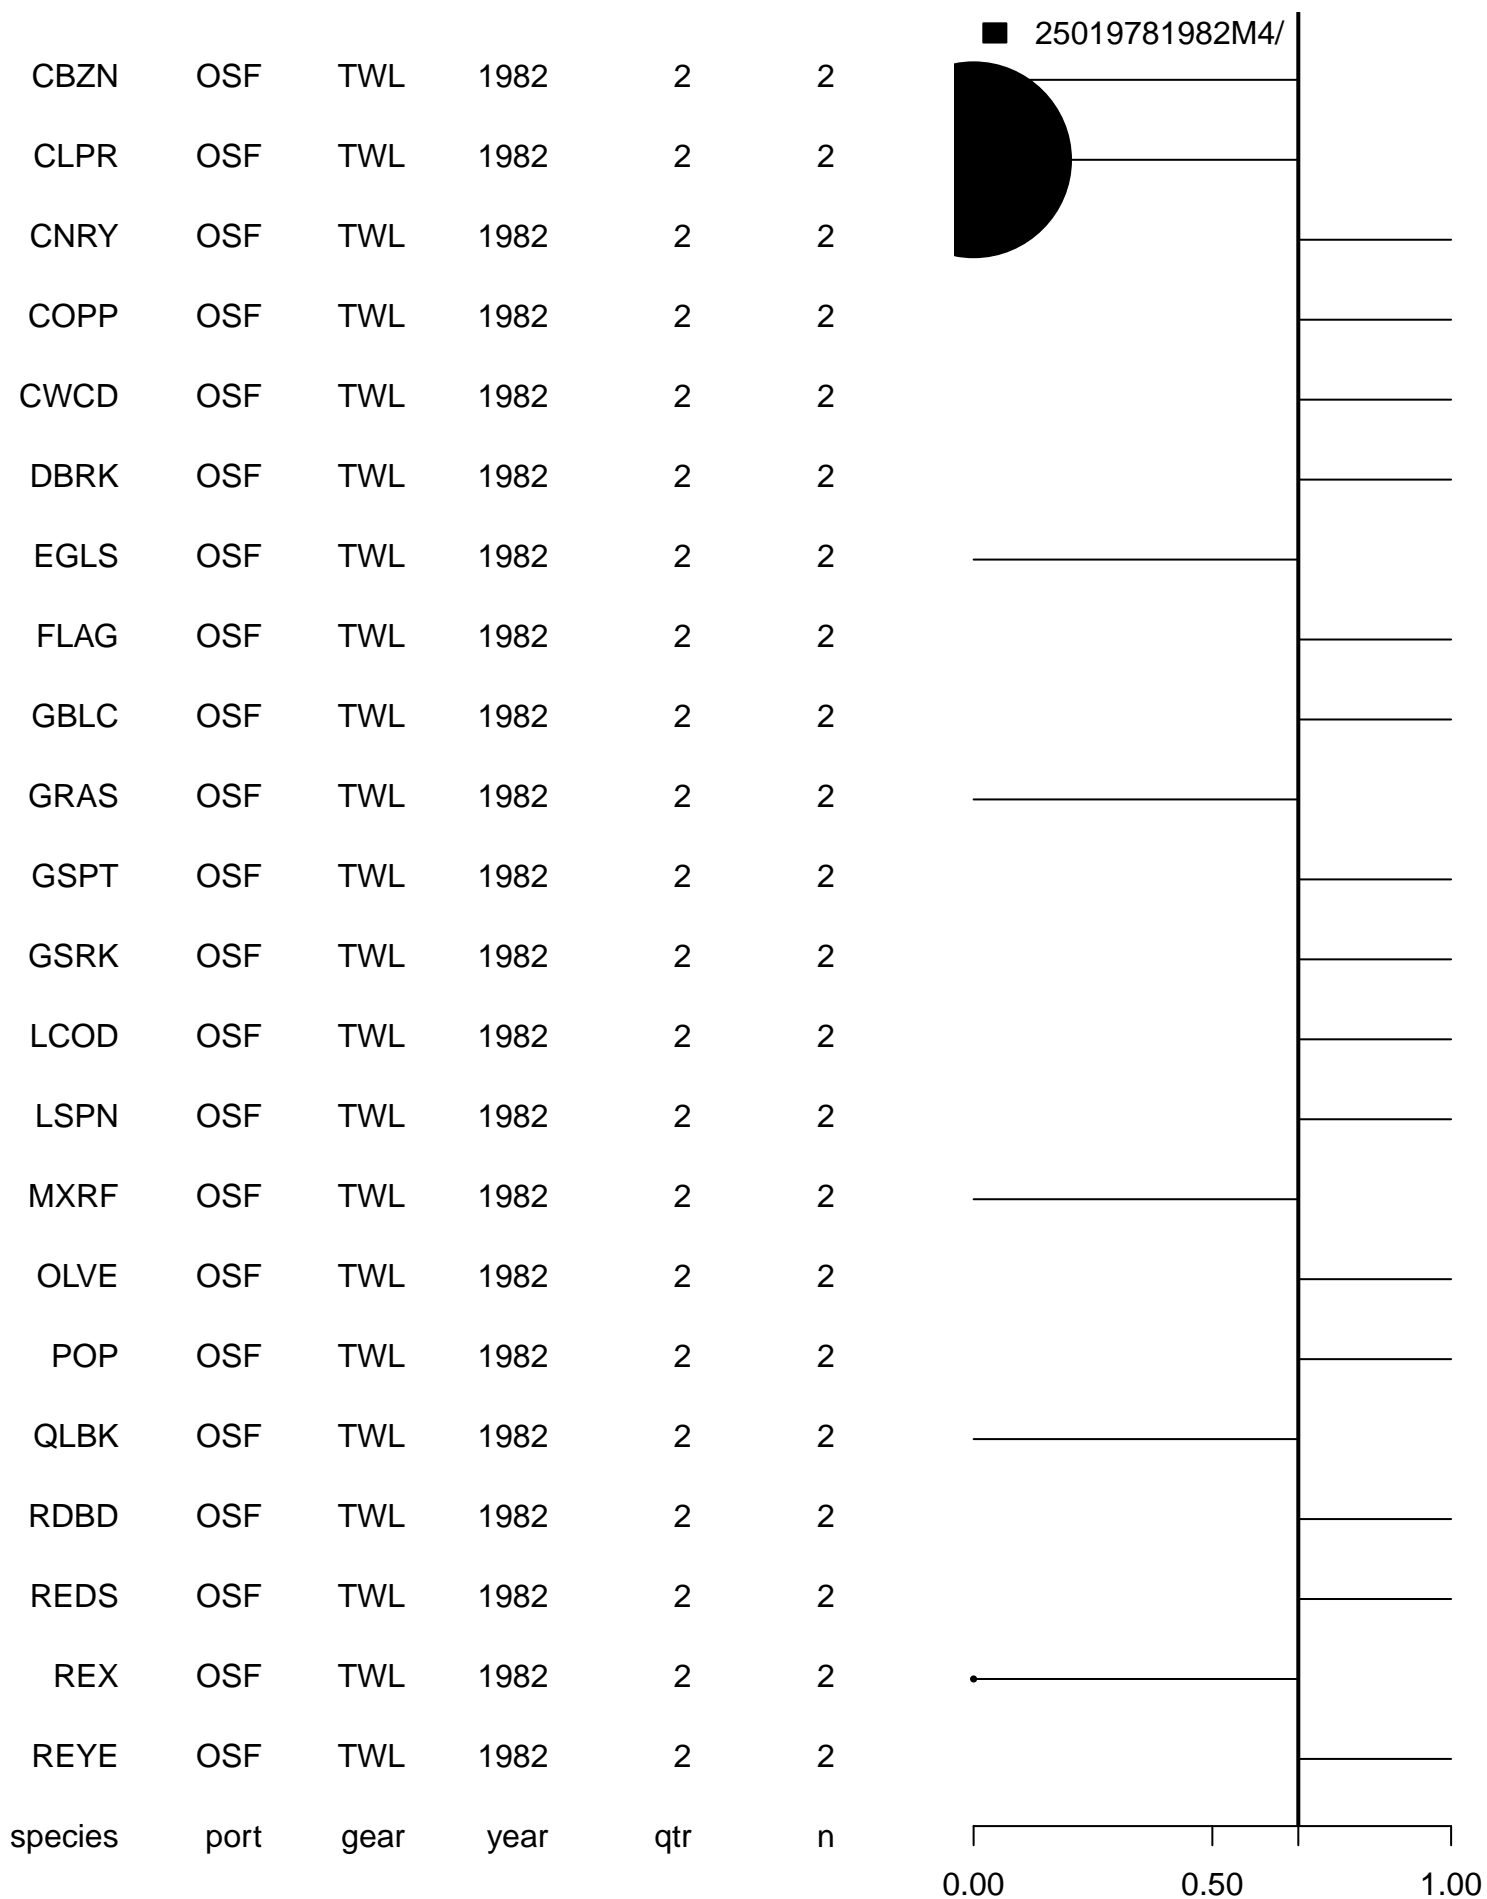 25019781982M4/
CBZN OSF TWL 1982 2 2
CLPR OSF TWL 1982 2 2
CNRY OSF TWL 1982 2 2
COPP OSF TWL 1982 2 2
CWCD OSF TWL 1982 2 2
DBRK OSF TWL 1982 2 2
EGLS OSF TWL 1982 2 2
FLAG OSF TWL 1982 2 2
GBLC OSF TWL 1982 2 2
GRAS OSF TWL 1982 2 2
GSPT OSF TWL 1982 2 2
GSRK OSF TWL 1982 2 2
LCOD OSF TWL 1982 2 2
LSPN OSF TWL 1982 2 2
MXRF OSF TWL 1982 2 2
OLVE OSF TWL 1982 2 2
POP OSF TWL 1982 2 2
QLBK OSF TWL 1982 2 2
RDBD OSF TWL 1982 2 2
REDS OSF TWL 1982 2 2
REX OSF TWL 1982 2 2
REYE OSF TWL 1982 2 2
species port gear year qtr n
0.00 0.50 1.00